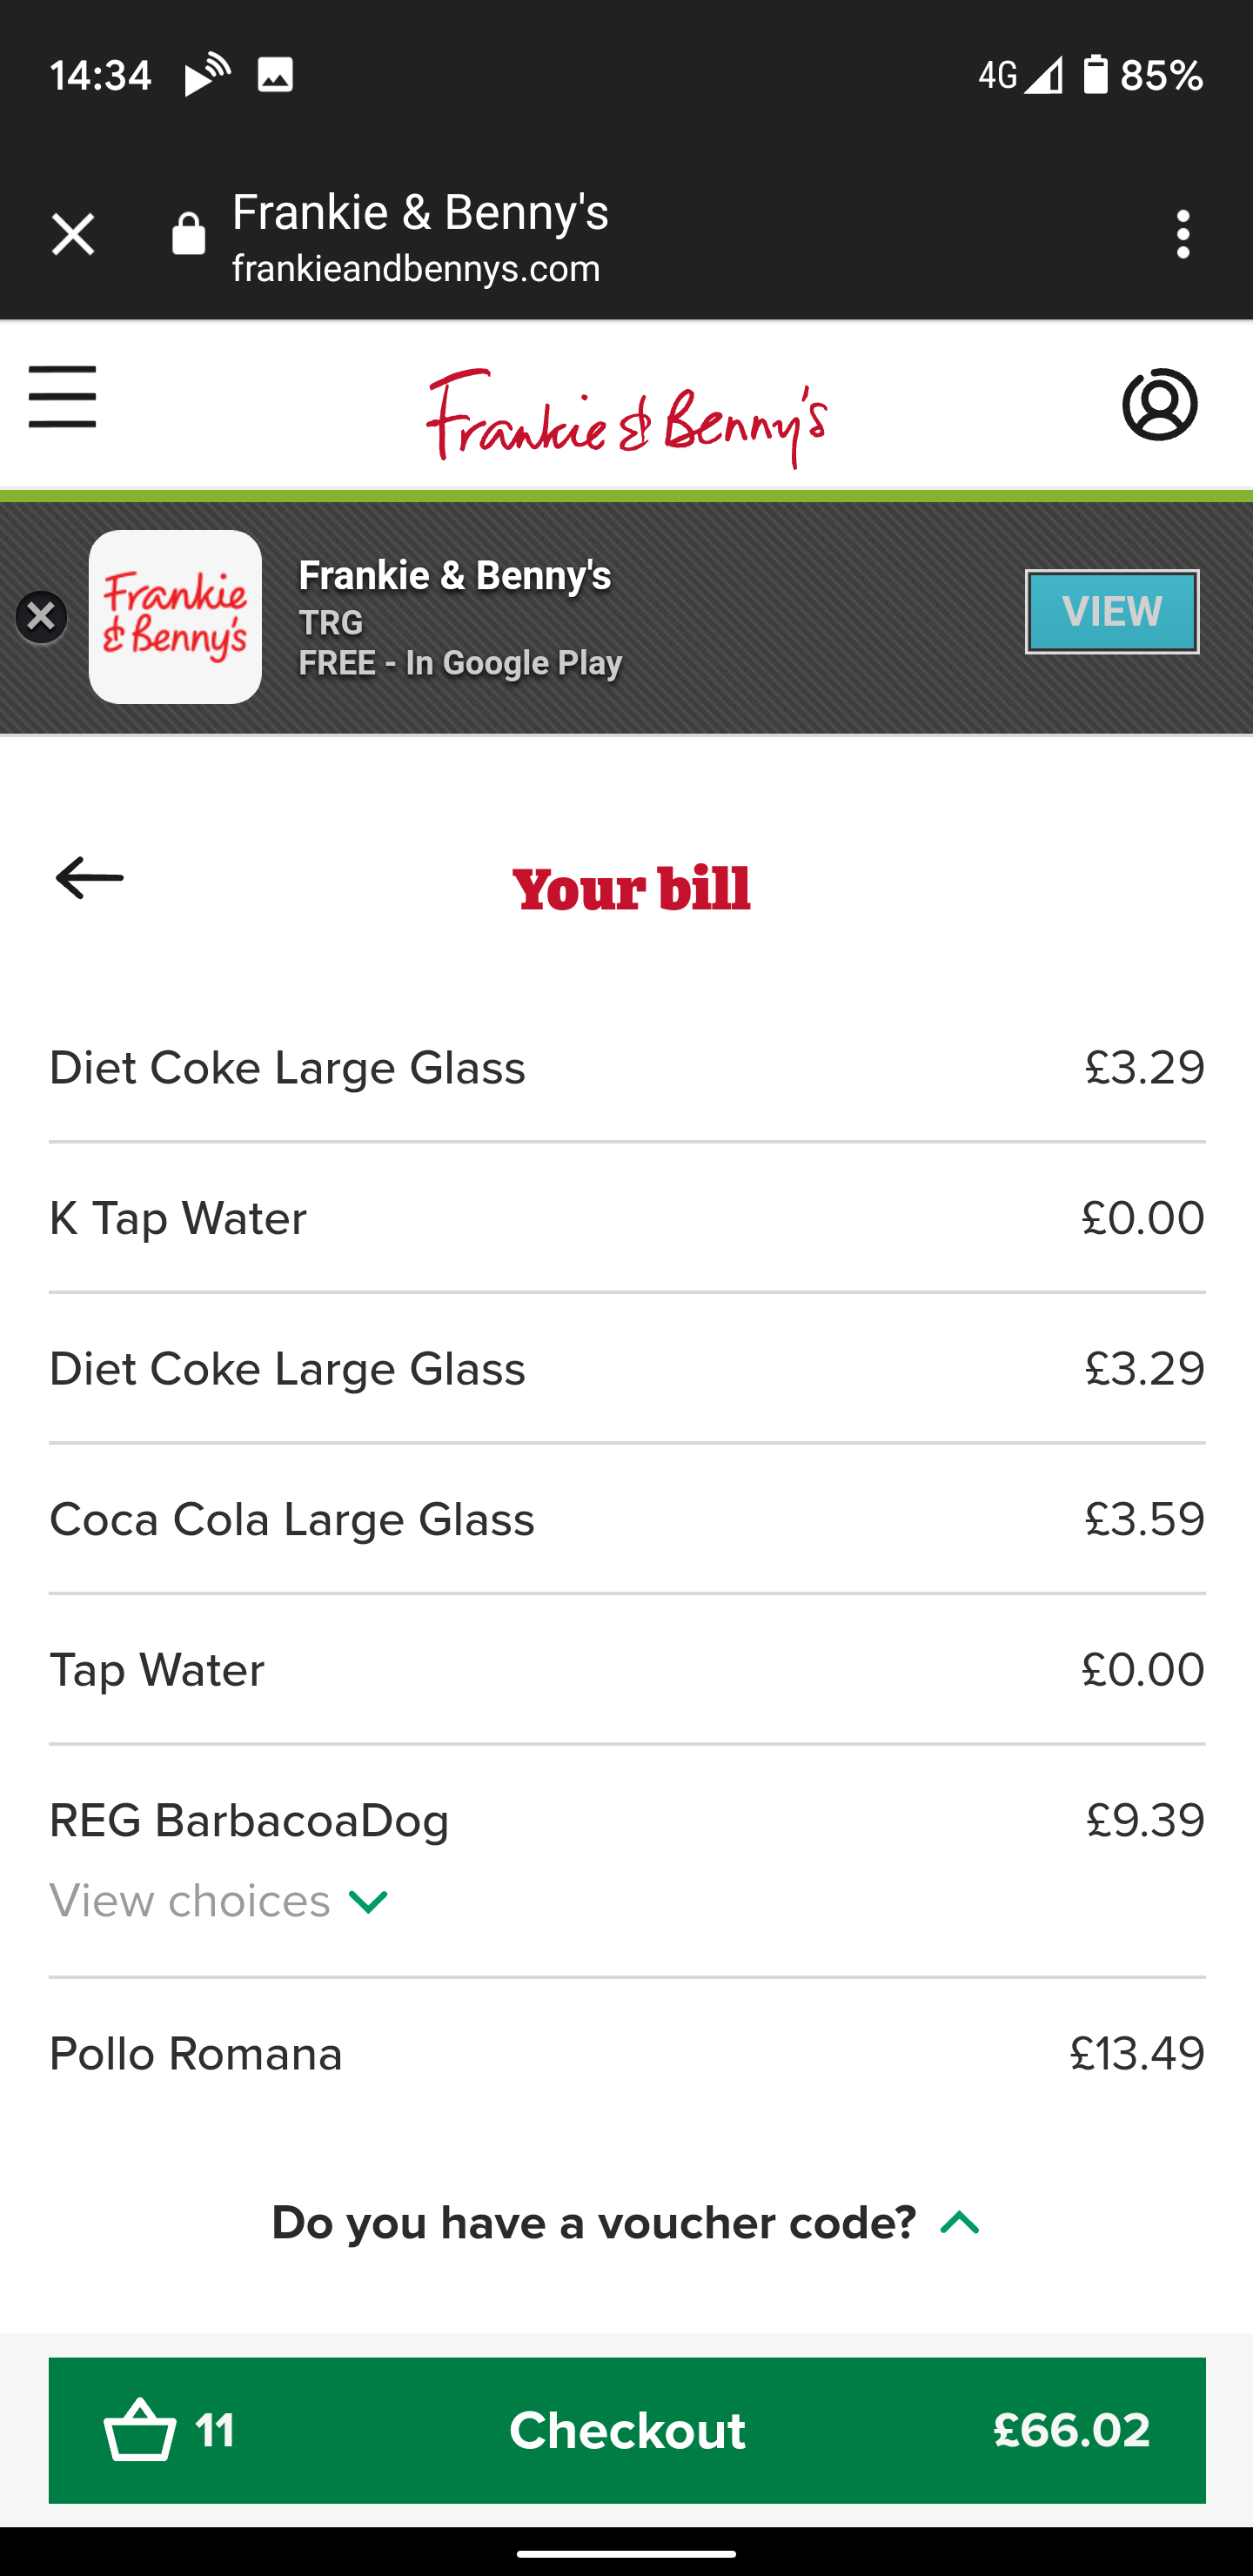 14:34 4G 85%
Frankie & Benny's
frankieandbennys.com
Frankie & Benny's
Frankie & Benny's
Frankie & Benny's
TRG
FREE - In Google Play
VIEW
Your bill
Diet Coke Large Glass £3.29
K Tap Water £0.00
Diet Coke Large Glass £3.29
Coca Cola Large Glass £3.59
Tap Water £0.00
REG BarbacoaDog £9.39
View choices
Pollo Romana £13.49
Do you have a voucher code?
11 Checkout £66.02